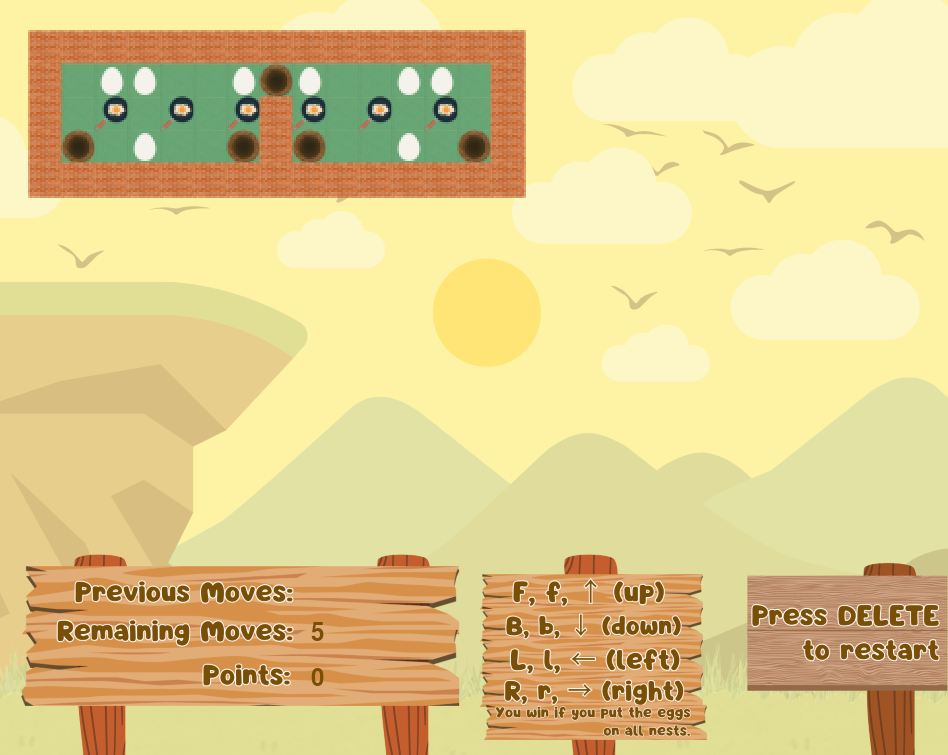 Previous Moves:
Remaining Moves: 5
Points: 0
F, f, ↑ (up)
B, b, ↓ (down)
L, l, ← (left)
R, r, → (right)
You win if you put the eggs
on all nests.
Press DELETE
to restart